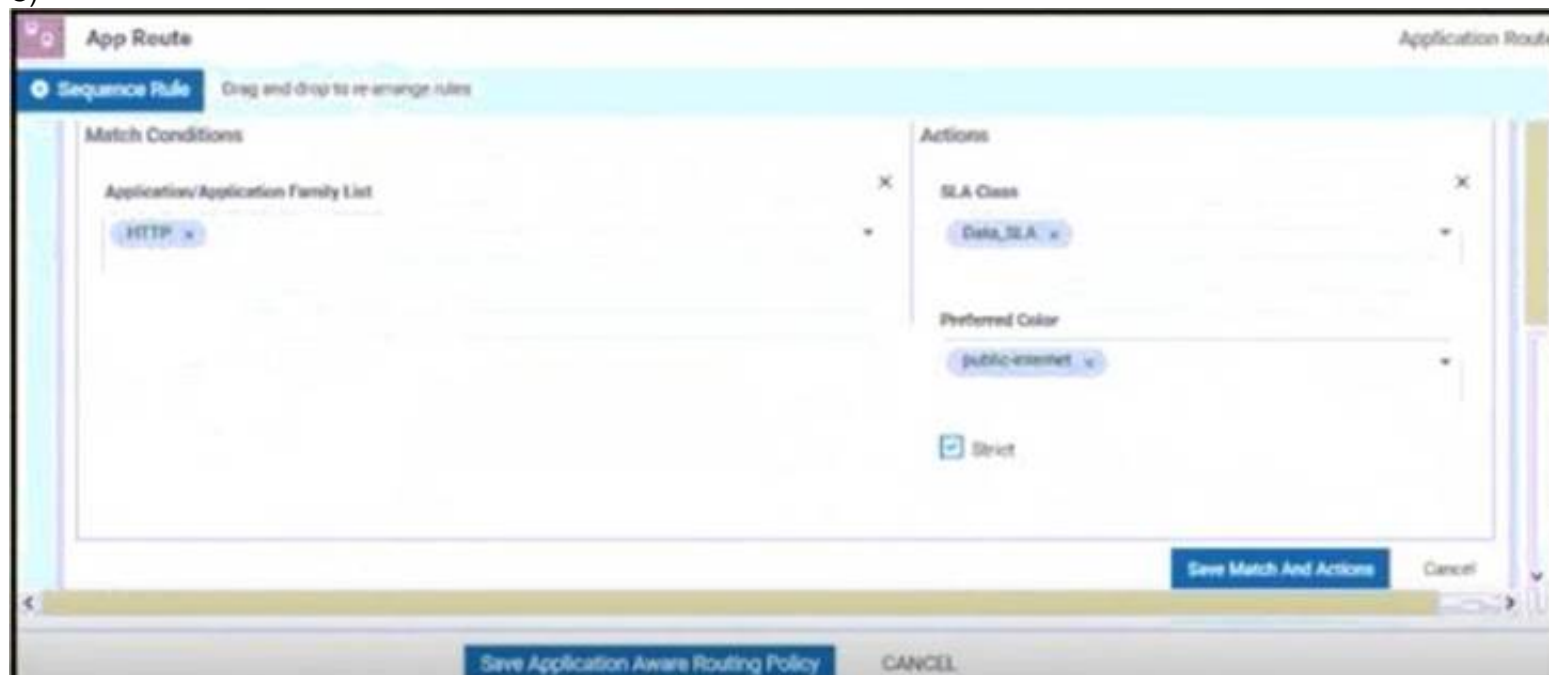 App Route
Application Route
Sequence Rule
Drag and drop to re-arrange rules
Match Conditions
Actions
Application/Application Family List
SLA Class
HTTP
Data_SLA
Preferred Color
public-internet
Strict
Save Match And Actions
Cancel
Save Application Aware Routing Policy
CANCEL